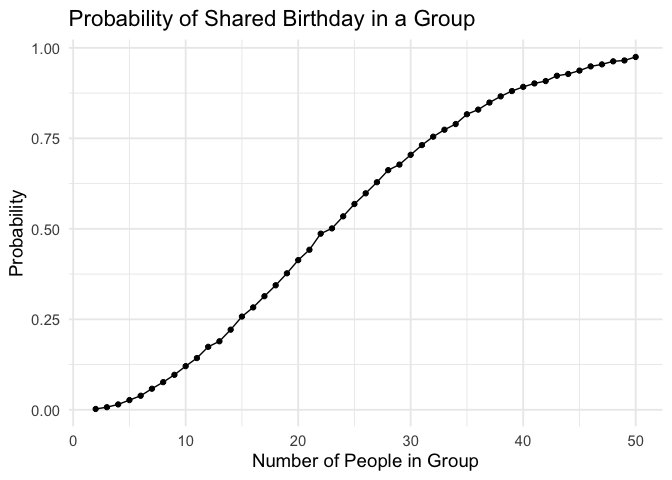 Probability of Shared Birthday in a Group
1.00
0.75
0.50
0.25
0.00
Probability
0 10 20 30 40 50
Number of People in Group